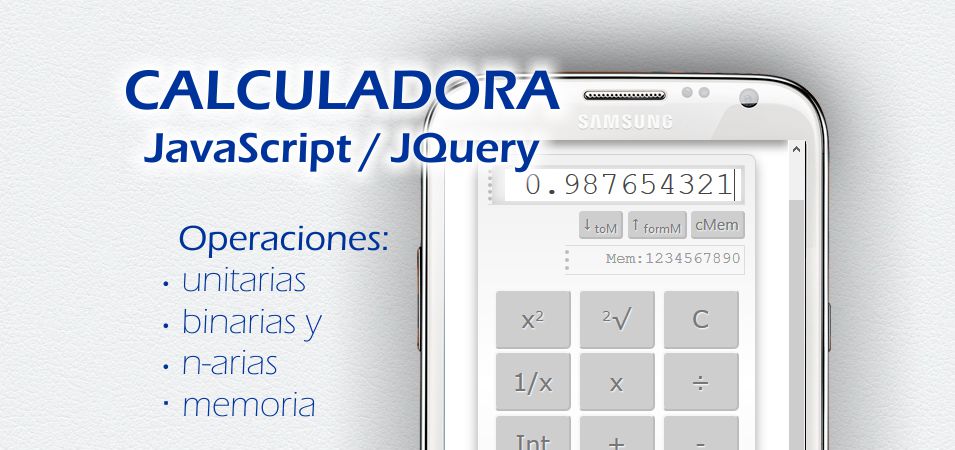 CALCULADORA
JavaScript / JQuery
Operaciones:
· unitarias
· binarias y
· n-arias
· memoria
SAMSUNG
0.987654321
↓ toM ↑ formM cMem
Mem:1234567890
x² ²√ C
1/x x ÷
Int + -